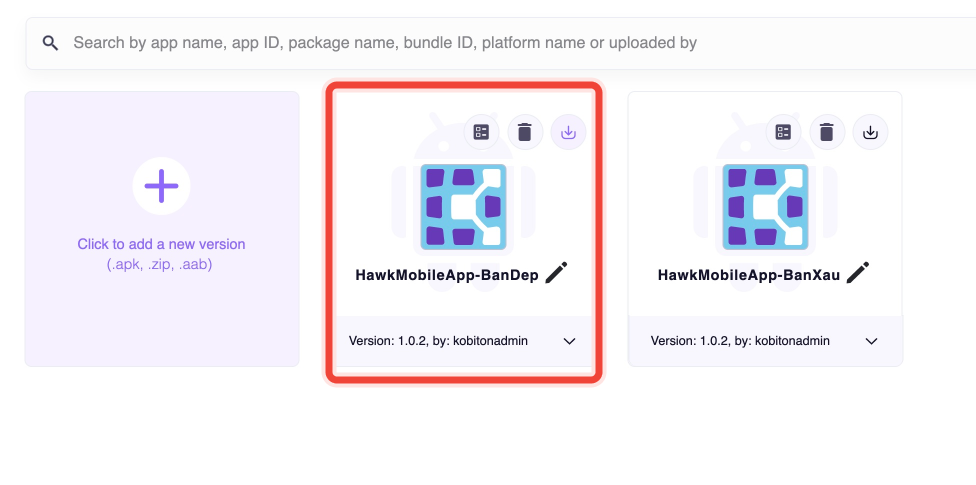 Search by app name, app ID, package name, bundle ID, platform name or uploaded by
Click to add a new version
(.apk, .zip, .aab)
HawkMobileApp-BanDep
Version: 1.0.2, by: kobitonadmin
HawkMobileApp-BanXau
Version: 1.0.2, by: kobitonadmin